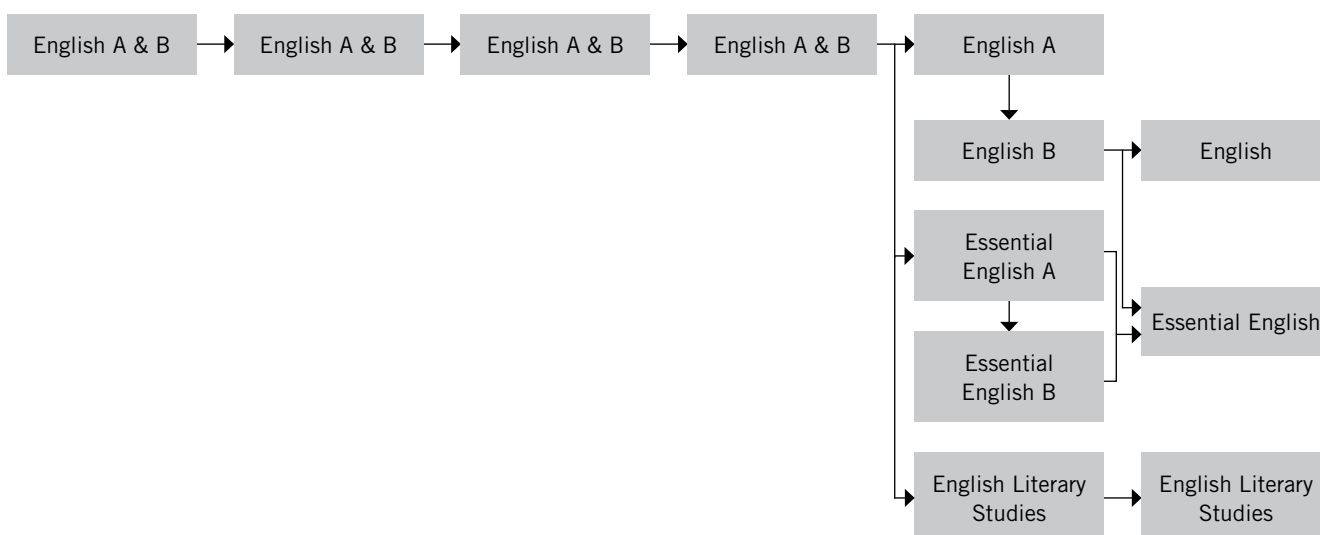 English A & B
English A & B
English A & B
English A & B
English A
English B
English
Essential
English A
Essential English
Essential
English B
English Literary
Studies
English Literary
Studies